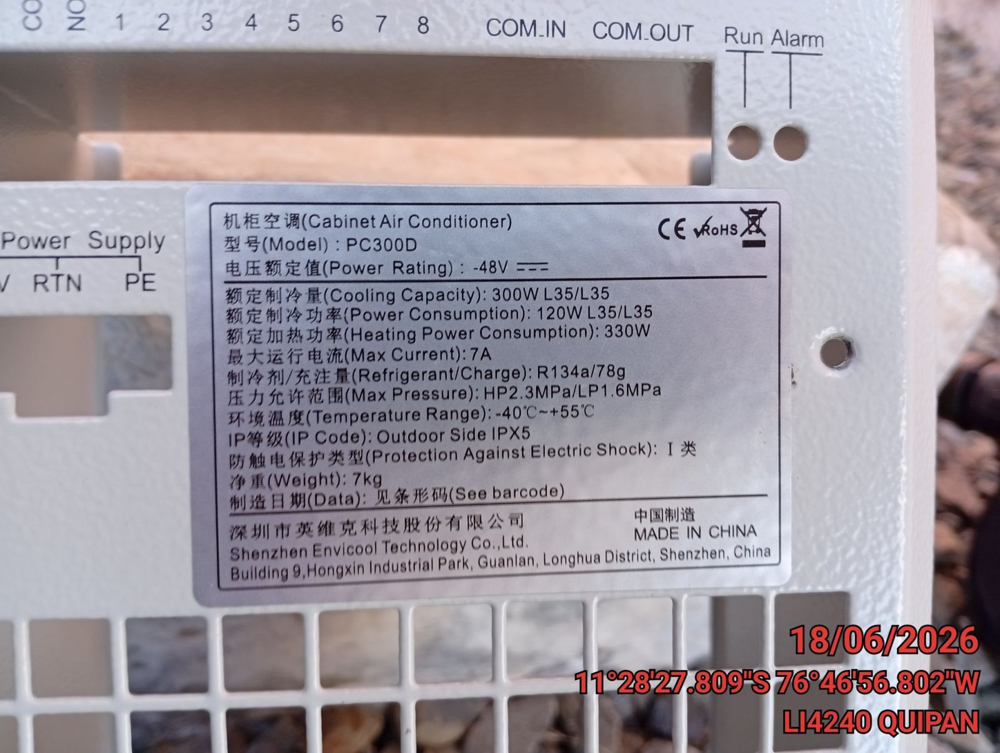 CO NO 1 2 3 4 5 6 7 8 COM_IN COM_OUT Run Alarm
Power Supply
V RTN PE
机柜空调(Cabinet Air Conditioner)
CE RoHS
型号(Model) : PC300D
电压额定值(Power Rating) : -48V
额定制冷量(Cooling Capacity): 300W L35/L35
额定制冷功率(Power Consumption): 120W L35/L35
额定加热功率(Heating Power Consumption): 330W
最大运行电流(Max Current): 7A
制冷剂/充注量(Refrigerant/Charge): R134a/78g
压力允许范围(Max Pressure): HP2.3MPa/LP1.6MPa
环境温度(Temperature Range): -40℃~+55℃
IP等级(IP Code): Outdoor Side IPX5
防触电保护类型(Protection Against Electric Shock): I 类
净重(Weight): 7kg
制造日期(Data): 见条形码(See barcode)
深圳市英维克科技股份有限公司
Shenzhen Envicool Technology Co.,Ltd.
中国制造
MADE IN CHINA
Building 9,Hongxin Industrial Park, Guanlan, Longhua District, Shenzhen, China
18/06/2026
11°28'27.809"S 76°46'56.802"W
LI4240 QUIPAN